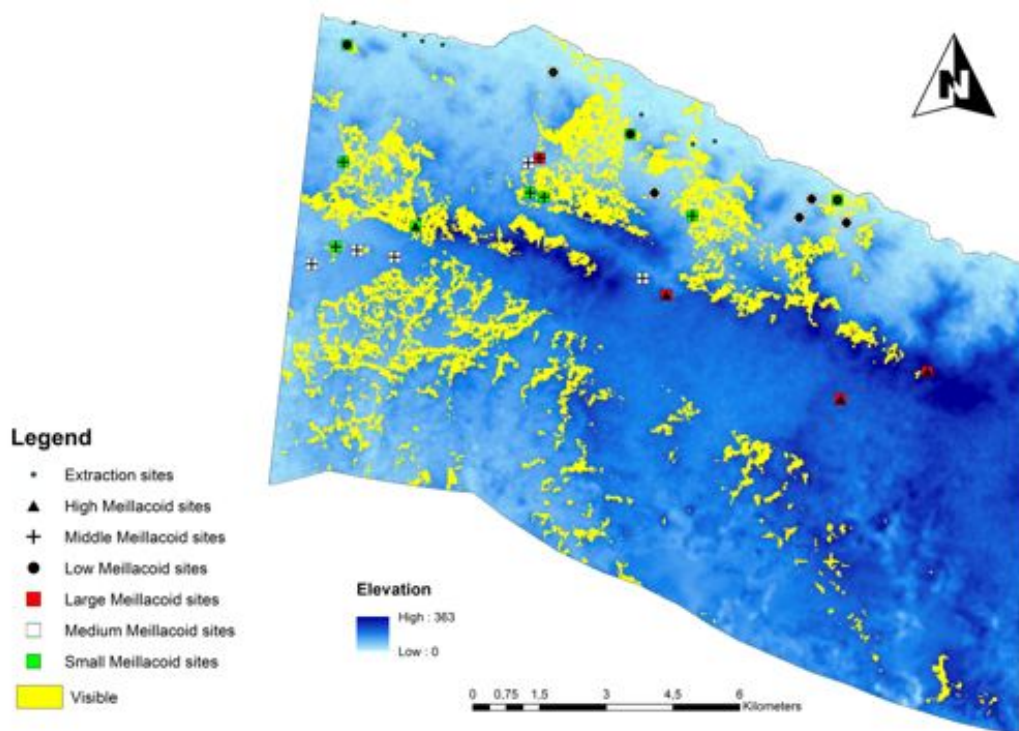 N
Legend
Extraction sites
High Meillacoid sites
Middle Meillacoid sites
Low Meillacoid sites
Large Meillacoid sites
Medium Meillacoid sites
Small Meillacoid sites
Visible
Elevation
High : 363
Low : 0
0 0,75 1,5 3 4,5 6
Kilometers